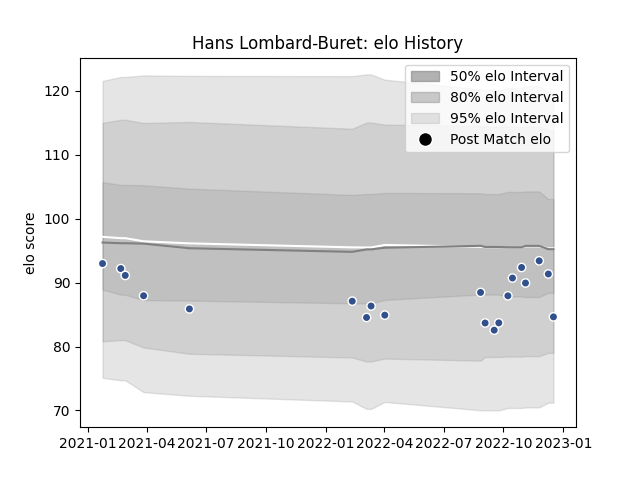 Hans Lombard-Buret: elo History
50% elo Interval
80% elo Interval
95% elo Interval
Post Match elo
elo score
120
110
100
90
80
70
2021-01 2021-04 2021-07 2021-10 2022-01 2022-04 2022-07 2022-10 2023-01